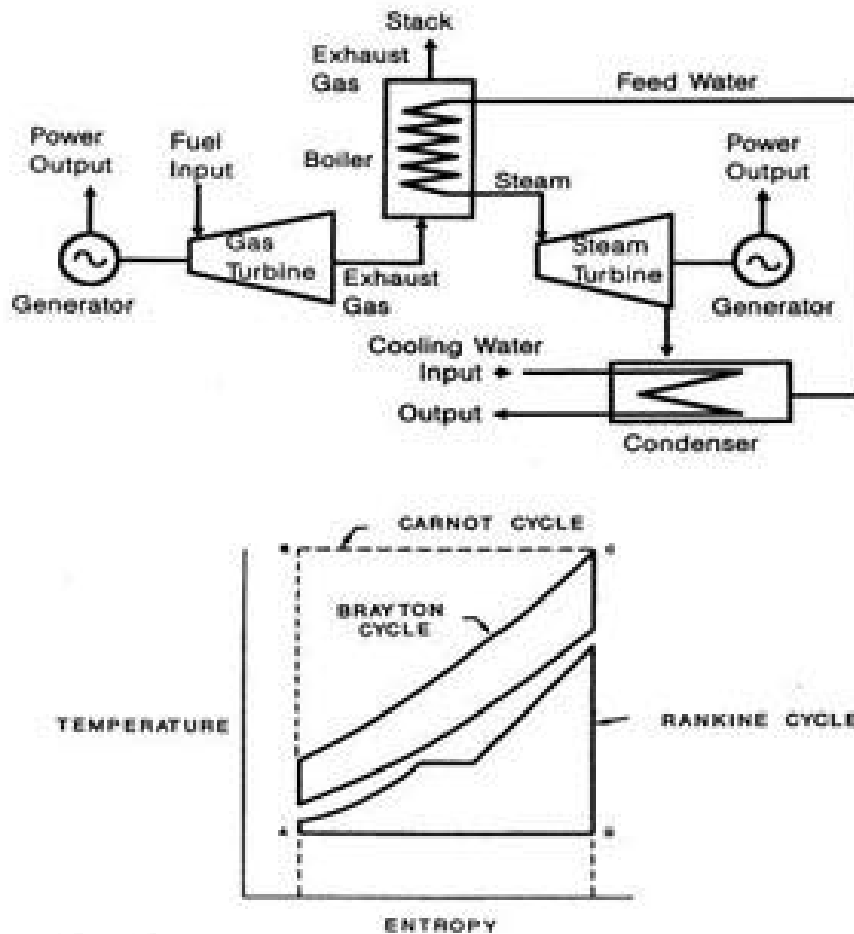 Stack
Exhaust
Gas
Feed Water
Power
Output
Fuel
Input
Boiler
Steam
Power
Output
Gas
Turbine
Steam
Turbine
Exhaust
Gas
Generator
Generator
Cooling Water
Input
Output
Condenser
CARNOT CYCLE
BRAYTON
CYCLE
TEMPERATURE
RANKINE CYCLE
ENTROPY